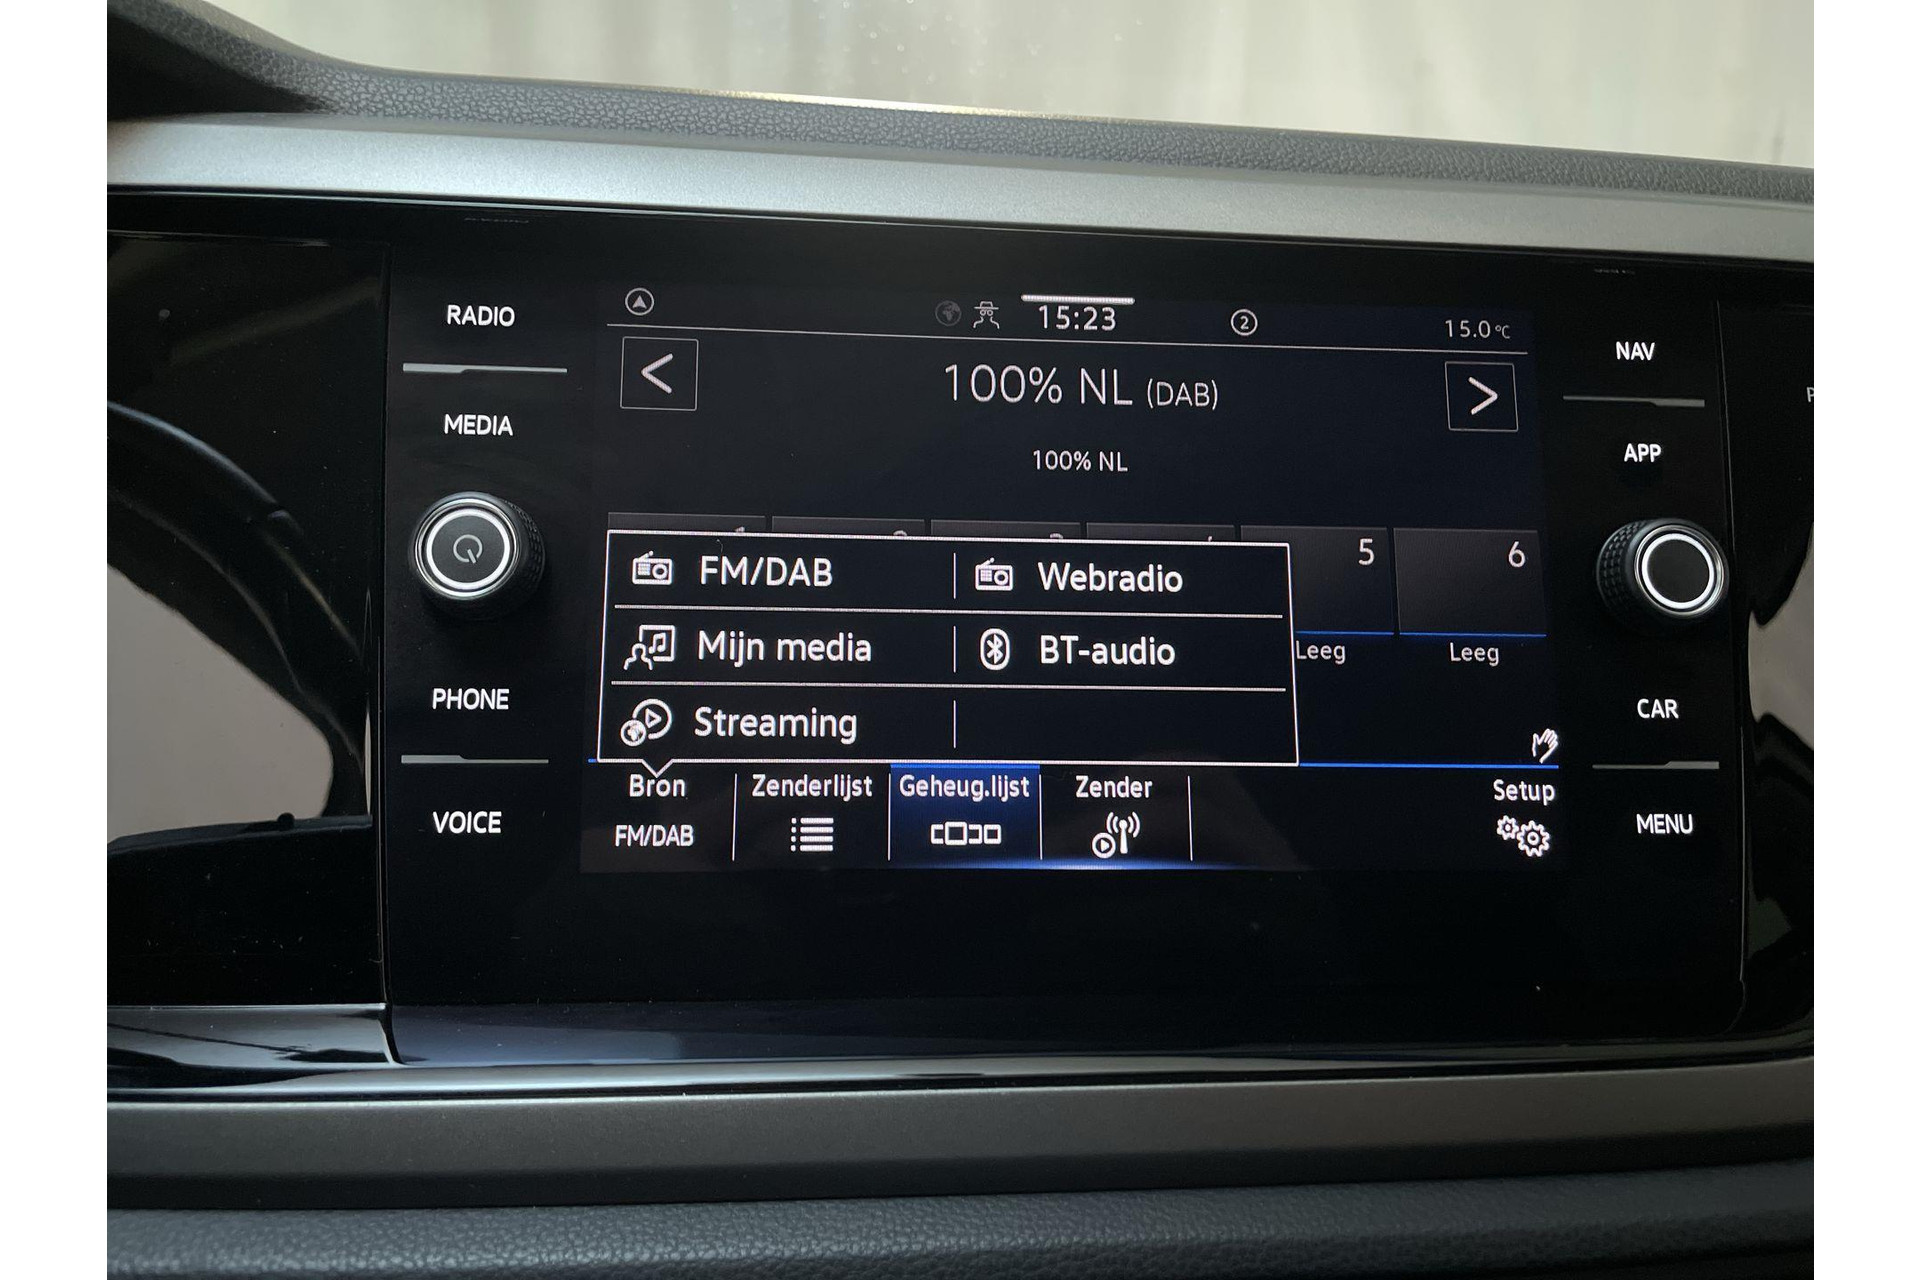 RADIO
MEDIA
PHONE
VOICE
15:23
2
15.0°C
<
100% NL (DAB)
>
100% NL
5
6
FM/DAB
Webradio
Mijn media
BT-audio
Streaming
Leeg
Leeg
Bron
FM/DAB
Zenderlijst
Geheug.lijst
Zender
Setup
NAV
APP
CAR
MENU